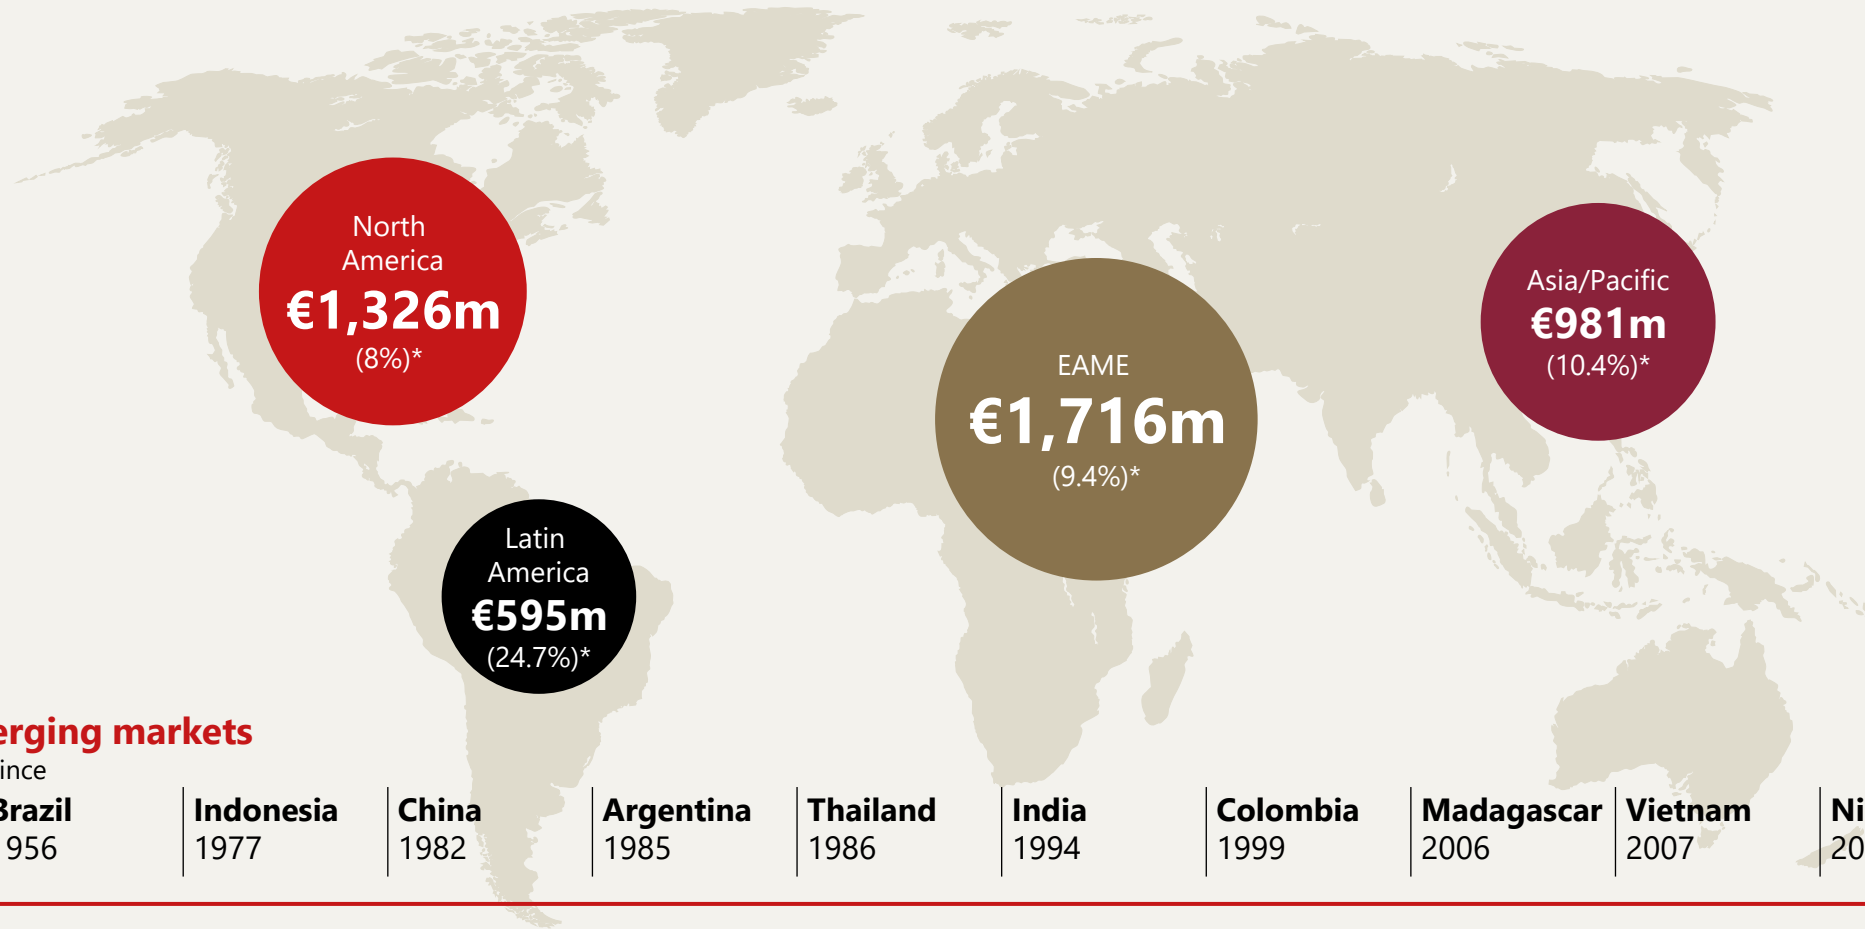 North
America
€1,326m
(8%)*
Asia/Pacific
€981m
(10.4%)*
EAME
€1,716m
(9.4%)*
Latin
America
€595m
(24.7%)*
erging markets
ince
Brazil Indonesia China Argentina Thailand India Colombia Madagascar Vietnam Ni
956 1977 1982 1985 1986 1994 1999 2006 2007 20